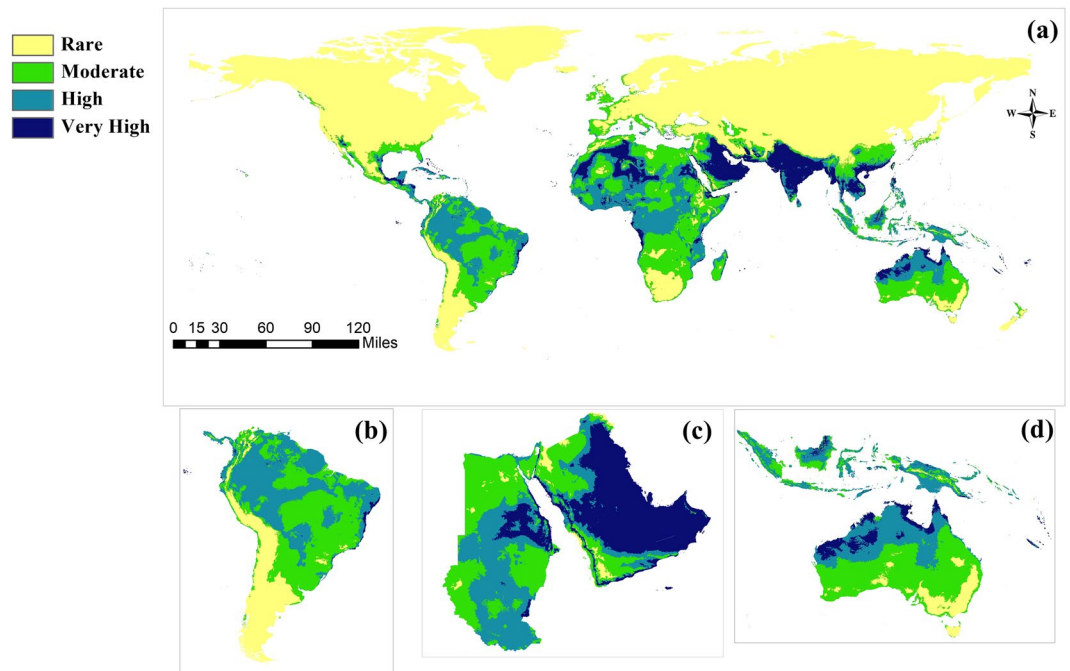 Rare
Moderate
High
Very High
(a)
N
W E
S
0 15 30 60 90 120
Miles
(b)
(c)
(d)